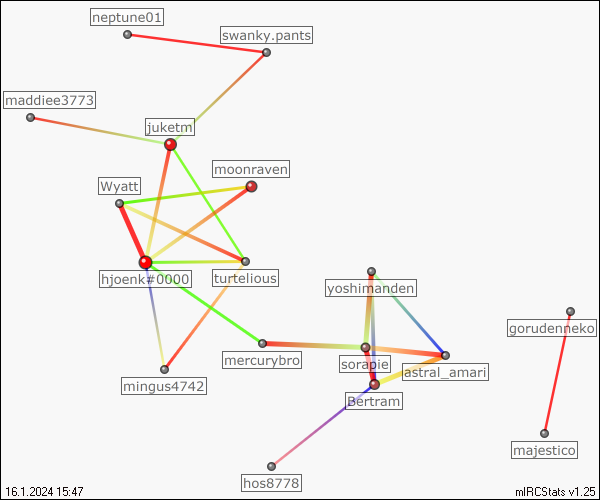 neptune01
swanky.pants
maddiee3773
juketm
moonraven
Wyatt
hjoenk#0000
turtelious
yoshimanden
gorudenneko
mercurybro
sorapie
astral_amari
mingus4742
Bertram
majestico
hos8778
16.1.2024 15:47
mIRCStats v1.25